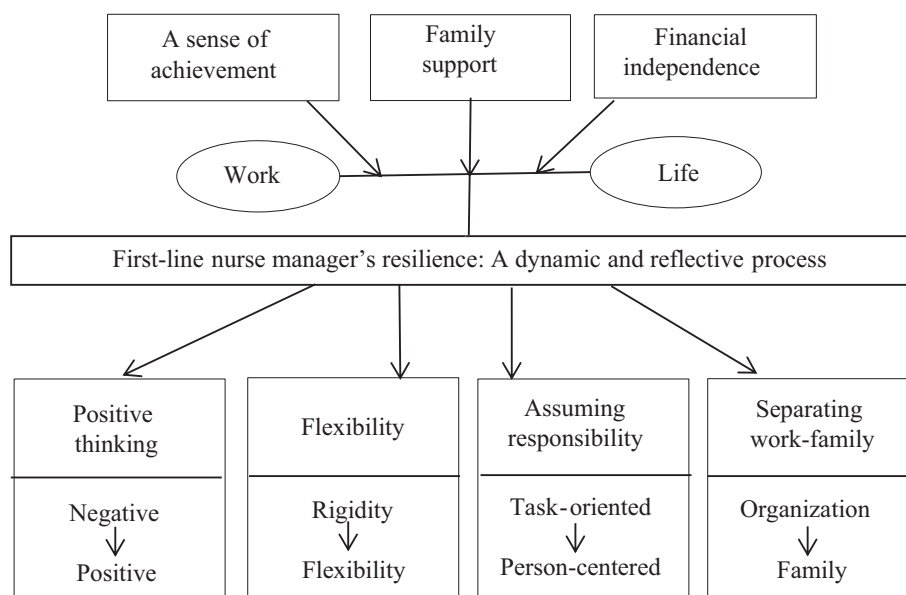 A sense of
achievement
Family
support
Financial
independence
Work
Life
First-line nurse manager’s resilience: A dynamic and reflective process
Positive
thinking
Flexibility
Assuming
responsibility
Separating
work-family
Negative
Positive
Rigidity
Flexibility
Task-oriented
Person-centered
Organization
Family